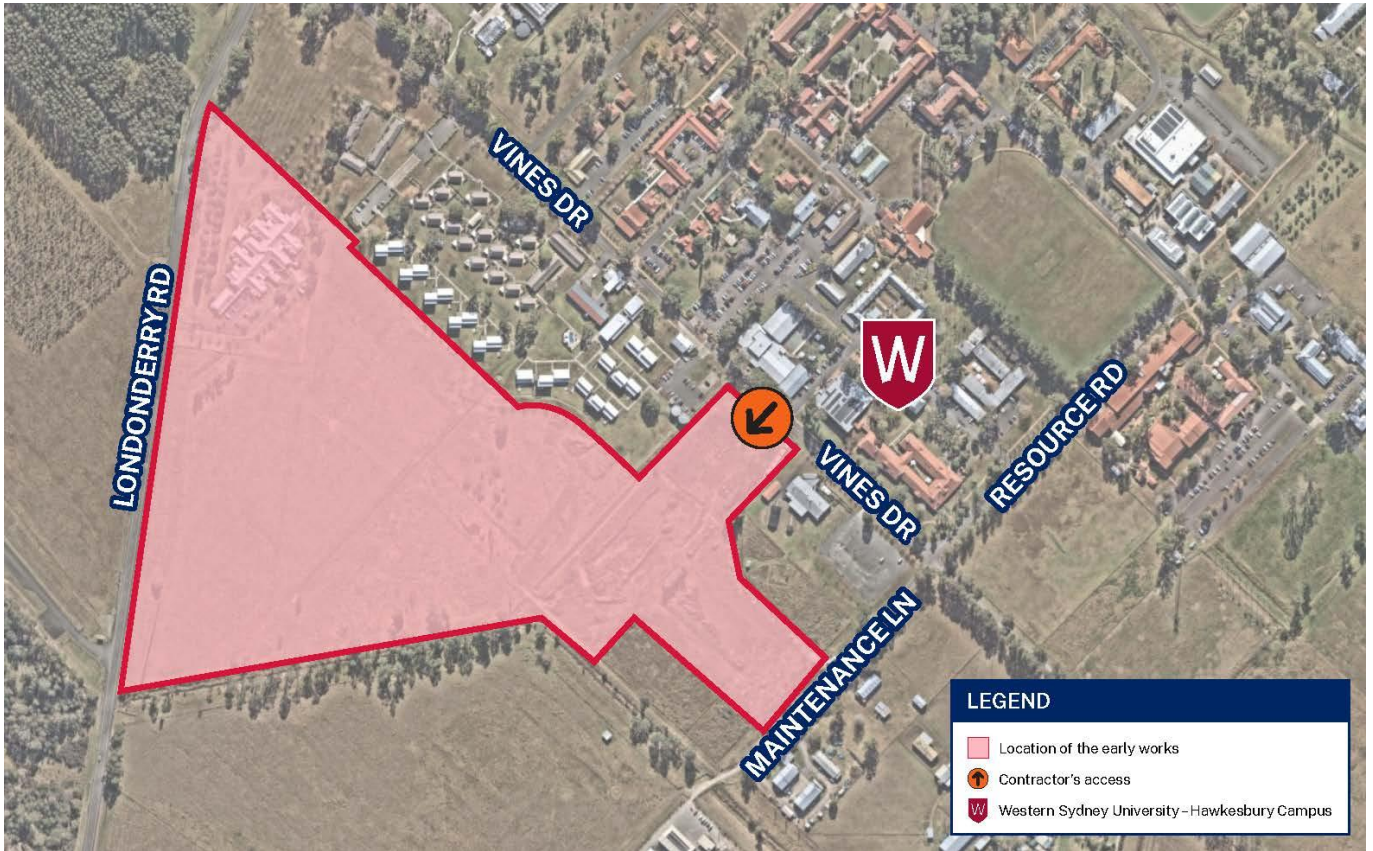 VINES DR
LONDONDERRY RD
W
RESOURCE RD
VINES DR
MAINTENANCE LN
LEGEND
Location of the early works
Contractor's access
W Western Sydney University – Hawkesbury Campus